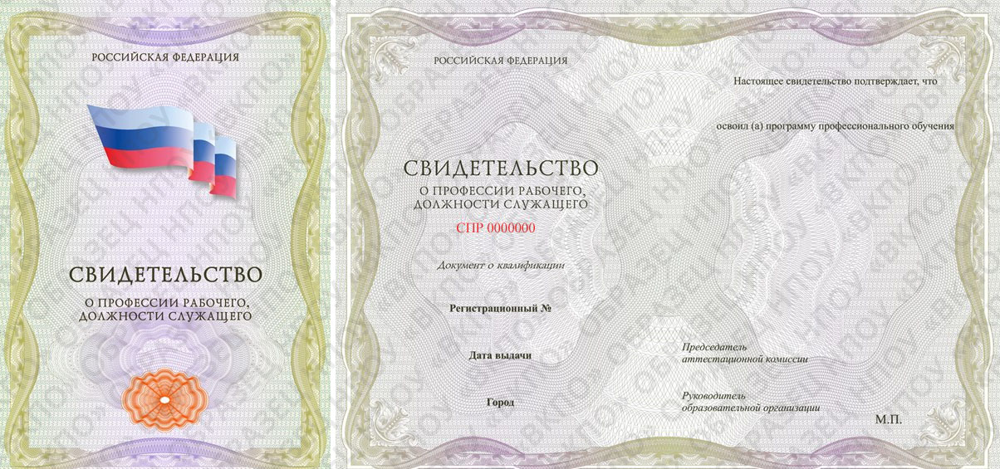 РОССИЙСКАЯ ФЕДЕРАЦИЯ
СВИДЕТЕЛЬСТВО
О ПРОФЕССИИ РАБОЧЕГО,
ДОЛЖНОСТИ СЛУЖАЩЕГО
РОССИЙСКАЯ ФЕДЕРАЦИЯ
СВИДЕТЕЛЬСТВО
О ПРОФЕССИИ РАБОЧЕГО,
ДОЛЖНОСТИ СЛУЖАЩЕГО
СПР 0000000
Документ о квалификации
Регистрационный №
Дата выдачи
Город
Настоящее свидетельство подтверждает, что
освоил (а) программу профессионального обучения
Председатель
аттестационной комиссии
Руководитель
образовательной организации
М.П.
ОБРАЗЕЦ НПОУ